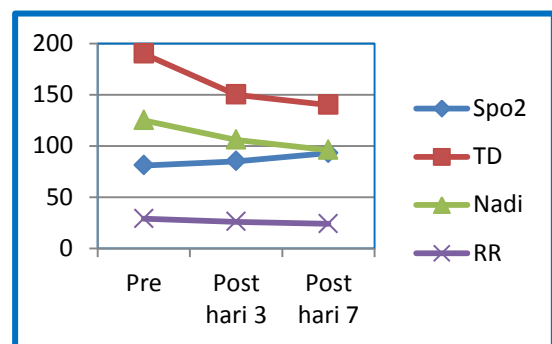 200
150
100
50
0
Pre
Post
hari 3
Post
hari 7
Spo2
TD
Nadi
RR